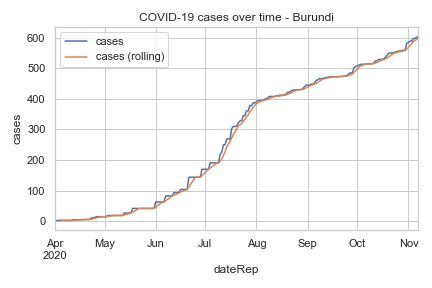 COVID-19 cases over time - Burundi
cases
cases (rolling)
600
500
400
300
200
100
0
cases
Apr May Jun Jul Aug Sep Oct Nov
2020
dateRep